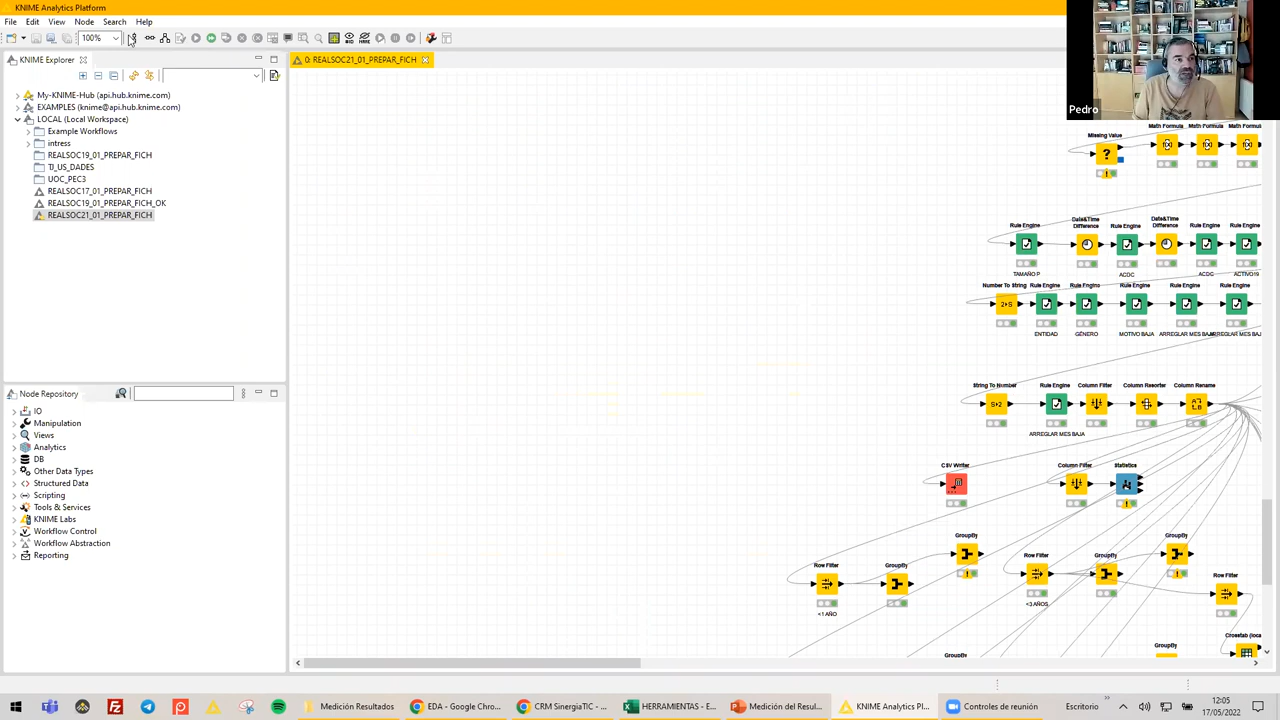 KNIME Analytics Platform
File Edit View Node Search Help
100%
KNIME Explorer
0: REALSOC21_01_PREPAR_FICH
My-KNIME-Hub (api.hub.knime.com)
EXAMPLES (knime@api.hub.knime.com)
LOCAL (Local Workspace)
Example Workflows
intress
REALSOC19_01_PREPAR_FICH
TJ_US_DADES
UOC_PEC3
REALSOC17_01_PREPAR_FICH
REALSOC19_01_PREPAR_FICH_OK
REALSOC21_01_PREPAR_FICH
Node Repository
IO
Manipulation
Views
Analytics
DB
Other Data Types
Structured Data
Scripting
Tools & Services
KNIME Labs
Workflow Control
Workflow Abstraction
Reporting
Pedro
Missing Value Math Formula Math Formula Math Formul
Rule Engine Date&Time Difference Rule Engine Date&Time Difference Rule Engine Rule Engine
TAMAÑO P ACDC ACDC ACTIVO19
Number To String Rule Engine Rule Engine Rule Engine Rule Engine Rule Engine
ENTIDAD GÉNERO MOTIVO BAJA ARREGLAR MES BAJA ARREGLAR MES BAJA
String To Number Rule Engine Column Filter Column Resorter Column Rename
ARREGLAR MES BAJA
CSV Writer Column Filter Statistics
GroupBy GroupBy
Row Filter GroupBy Row Filter GroupBy
Row Filter
<1 AÑO <3 AÑOS
Crosstab (loca
GroupBy GroupBy
Medición Resultados EDA - Google Chro... CRM SinergiaTIC - ... HERRAMIENTAS - E... Medición del Resul... KNIME Analytics Pl... Controles de reunión Escritorio
12:05
17/05/2022